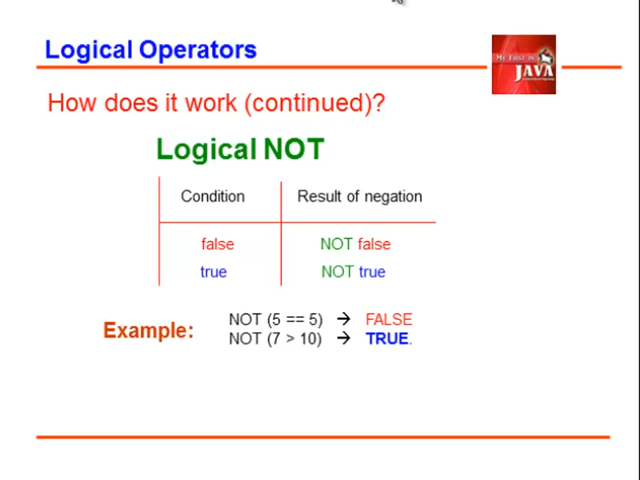 Logical Operators
MY FIRST IN
JAVA
How does it work (continued)?
Logical NOT
Condition Result of negation
false NOT false
true NOT true
Example:
NOT (5 == 5) → FALSE
NOT (7 > 10) → TRUE.